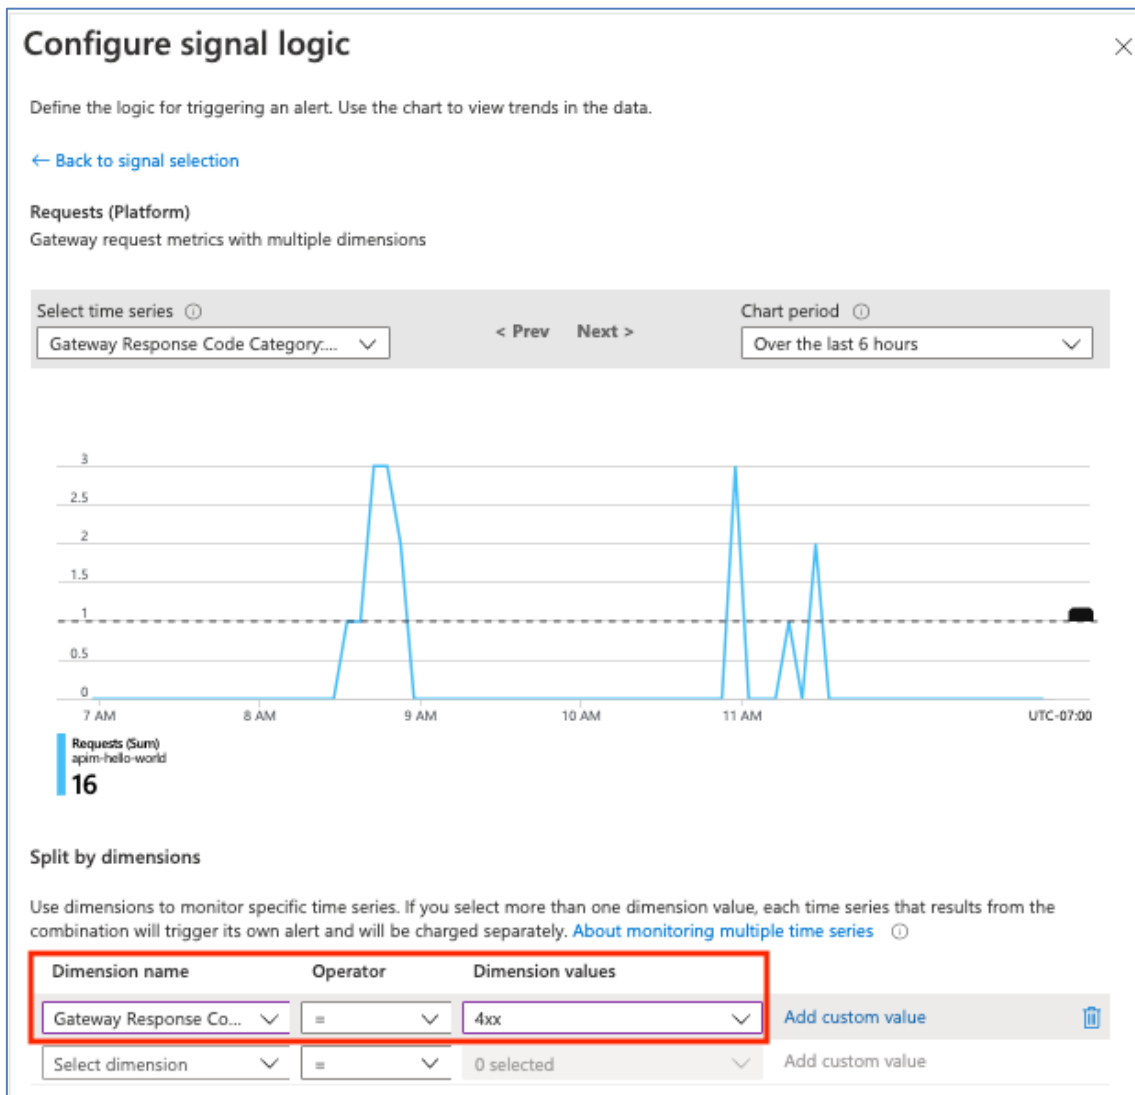 Configure signal logic
Define the logic for triggering an alert. Use the chart to view trends in the data.
← Back to signal selection
Requests (Platform)
Gateway request metrics with multiple dimensions
Select time series
Chart period
Gateway Response Code Category:...
< Prev Next >
Over the last 6 hours
3
2.5
2
1.5
1
0.5
0
7 AM 8 AM 9 AM 10 AM 11 AM UTC-07:00
Requests (Sum)
apim-hello-world
16
Split by dimensions
Use dimensions to monitor specific time series. If you select more than one dimension value, each time series that results from the
combination will trigger its own alert and will be charged separately. About monitoring multiple time series
Dimension name Operator Dimension values
Gateway Response Co... = 4xx Add custom value
Select dimension = 0 selected Add custom value